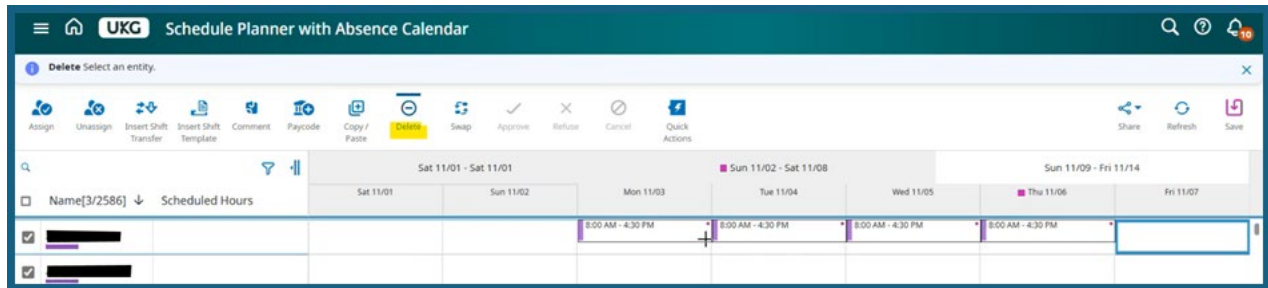 UKG Schedule Planner with Absence Calendar 10
Delete Select an entity.
Assign Unassign Insert Shift Transfer Insert Shift Template Comment Paycode Copy / Paste Delete Swap Approve Refuse Cancel Quick Actions Share Refresh Save
Sat 11/01 - Sat 11/01 Sun 11/02 - Sat 11/08 Sun 11/09 - Fri 11/14
Name[3/2586] Scheduled Hours Sat 11/01 Sun 11/02 Mon 11/03 Tue 11/04 Wed 11/05 Thu 11/06 Fri 11/07
8:00 AM - 4:30 PM 8:00 AM - 4:30 PM 8:00 AM - 4:30 PM 8:00 AM - 4:30 PM